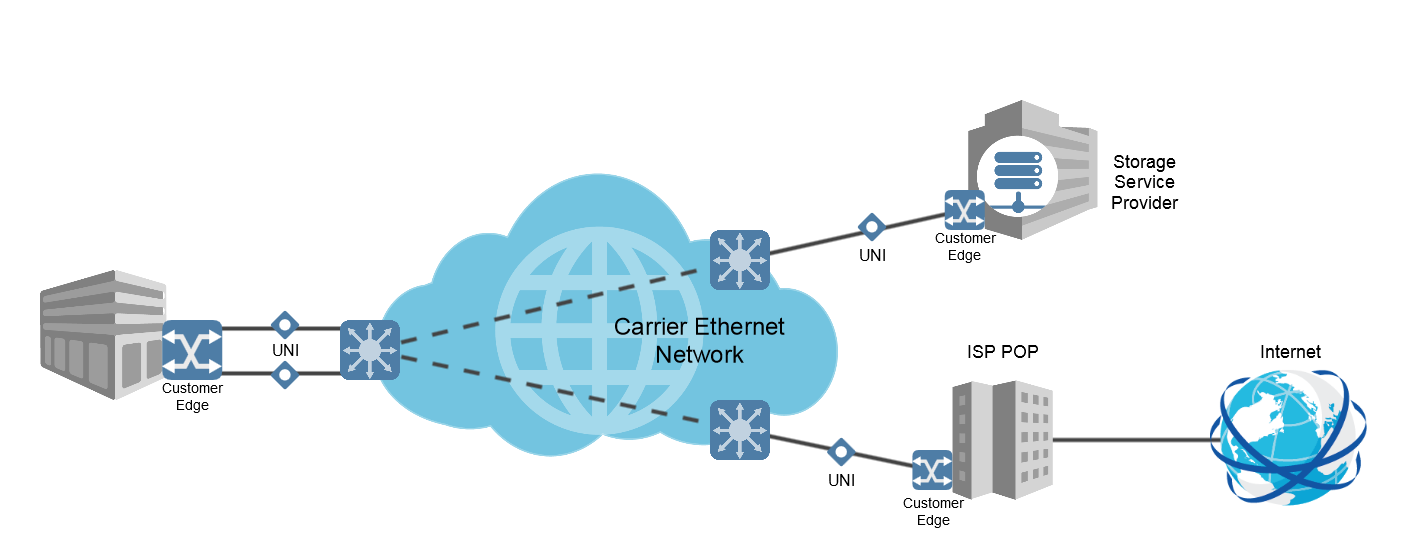 Storage
Service
Provider
UNI
Customer
Edge
Carrier Ethernet
Network
UNI
Customer
Edge
ISP POP
Internet
UNI
Customer
Edge